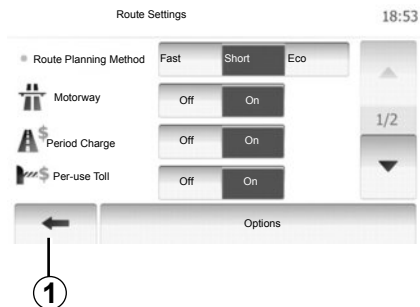 Route Settings 18:53
Route Planning Method Fast Short Eco
Motorway Off On
1/2
$ Period Charge Off On
$ Per-use Toll Off On
Options
1